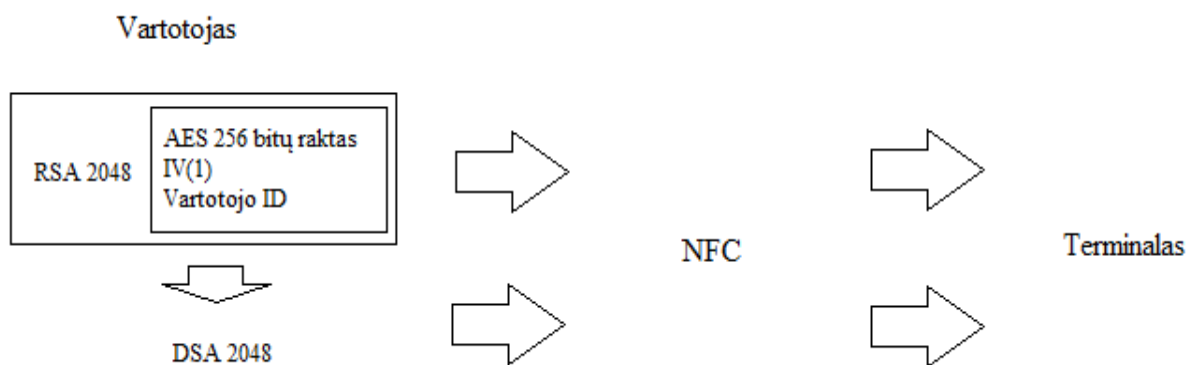 Vartotojas
RSA 2048
AES 256 bitų raktas
IV(1)
Vartotojo ID
NFC
Terminalas
DSA 2048